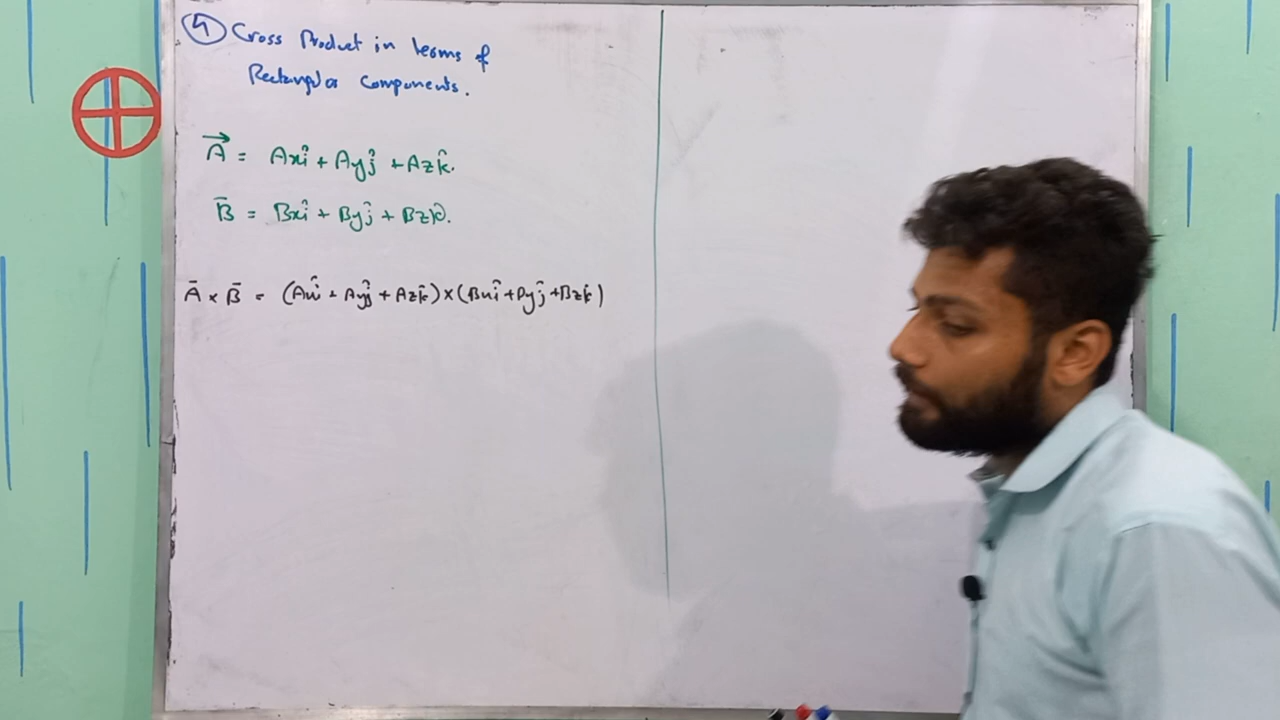 4 Cross Product in terms of
Rectangular Components.
A⃗ = Axî + Ayĵ + Azk̂.
B̄ = Bxî + Byĵ + Bzk̂.
Ā × B̄ = (Axî + Ayĵ + Azk̂) × (Bxî + Byĵ + Bzk̂)